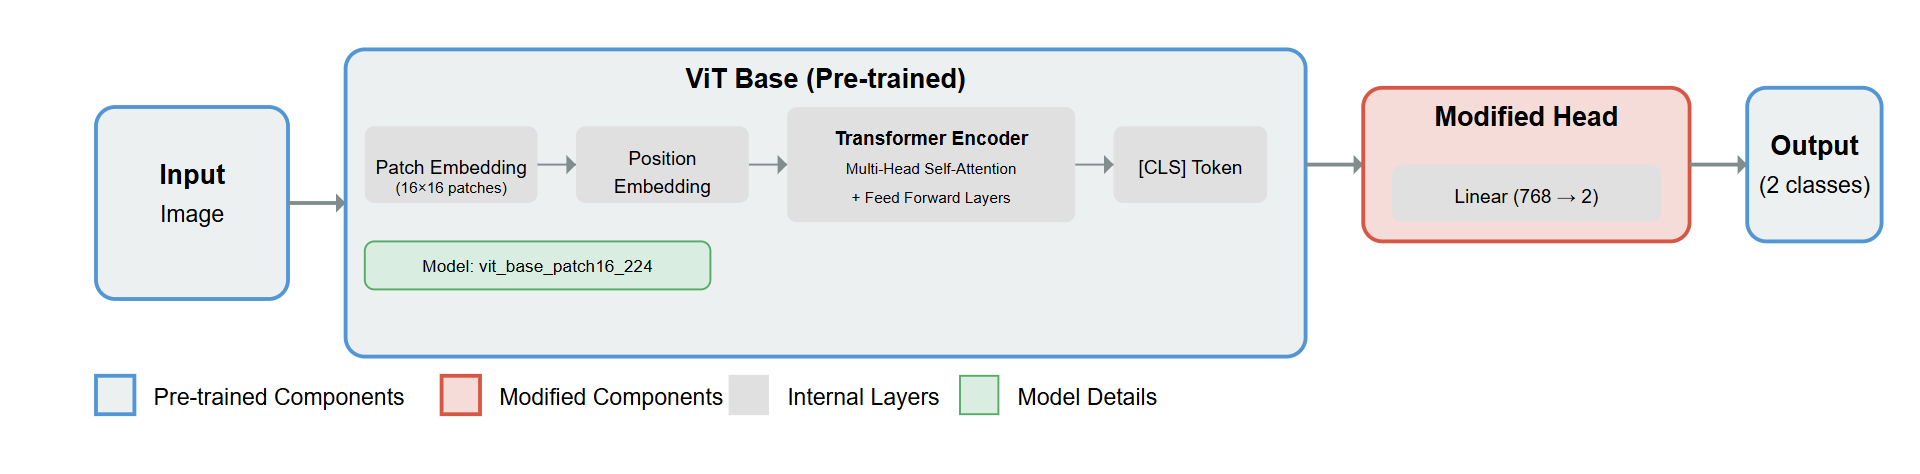 ViT Base (Pre-trained)
Input
Image
Patch Embedding
(16×16 patches)
Position
Embedding
Transformer Encoder
Multi-Head Self-Attention
+ Feed Forward Layers
[CLS] Token
Model: vit_base_patch16_224
Modified Head
Linear (768 → 2)
Output
(2 classes)
Pre-trained Components
Modified Components
Internal Layers
Model Details